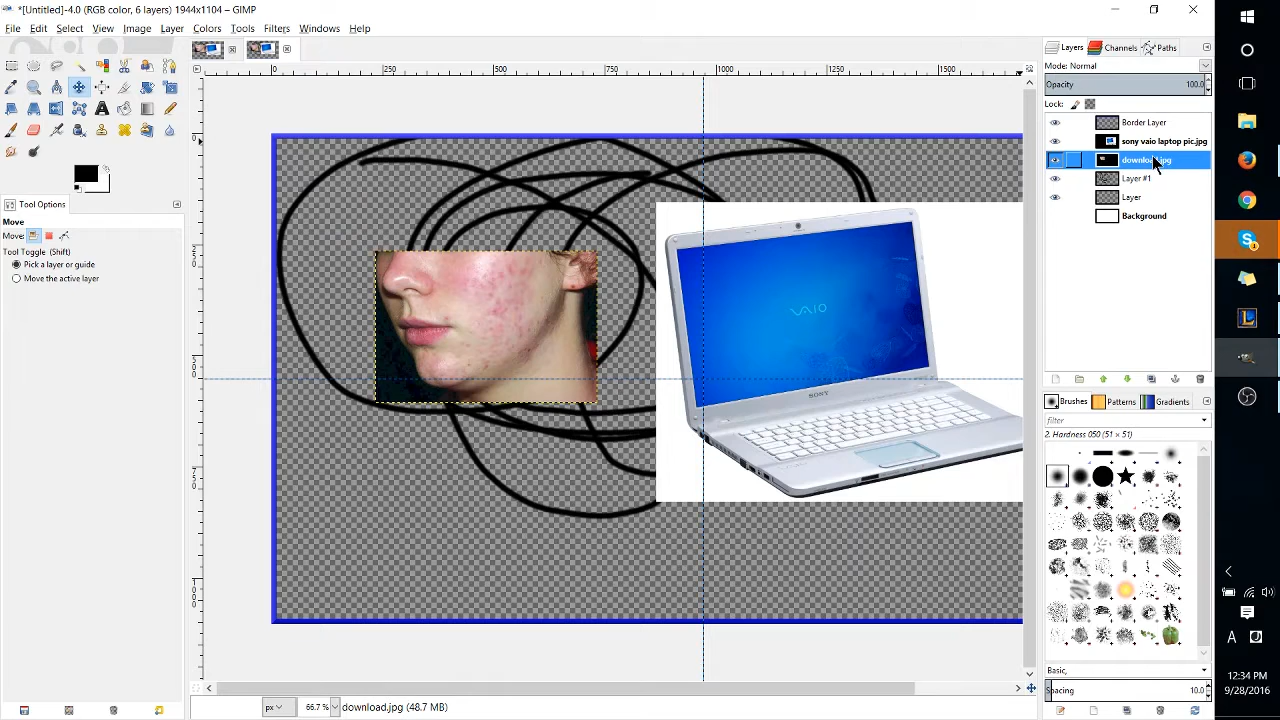 *[Untitled]-4.0 (RGB color, 6 layers) 1944x1104 – GIMP
File Edit Select View Image Layer Colors Tools Filters Windows Help
Layers Channels Paths
Mode: Normal
Opacity 100.0
Lock:
Border Layer
sony vaio laptop pic.jpg
download.jpg
Layer #1
Layer
Background
0 250 500 750 1000 1250 1500
Tool Options
Move
Move:
Tool Toggle (Shift)
Pick a layer or guide
Move the active layer
VAIO
SONY
Brushes Patterns Gradients
filter
2. Hardness 050 (51 × 51)
Basic,
Spacing 10.0
px 66.7 % download.jpg (48.7 MB)
A
12:34 PM
9/28/2016